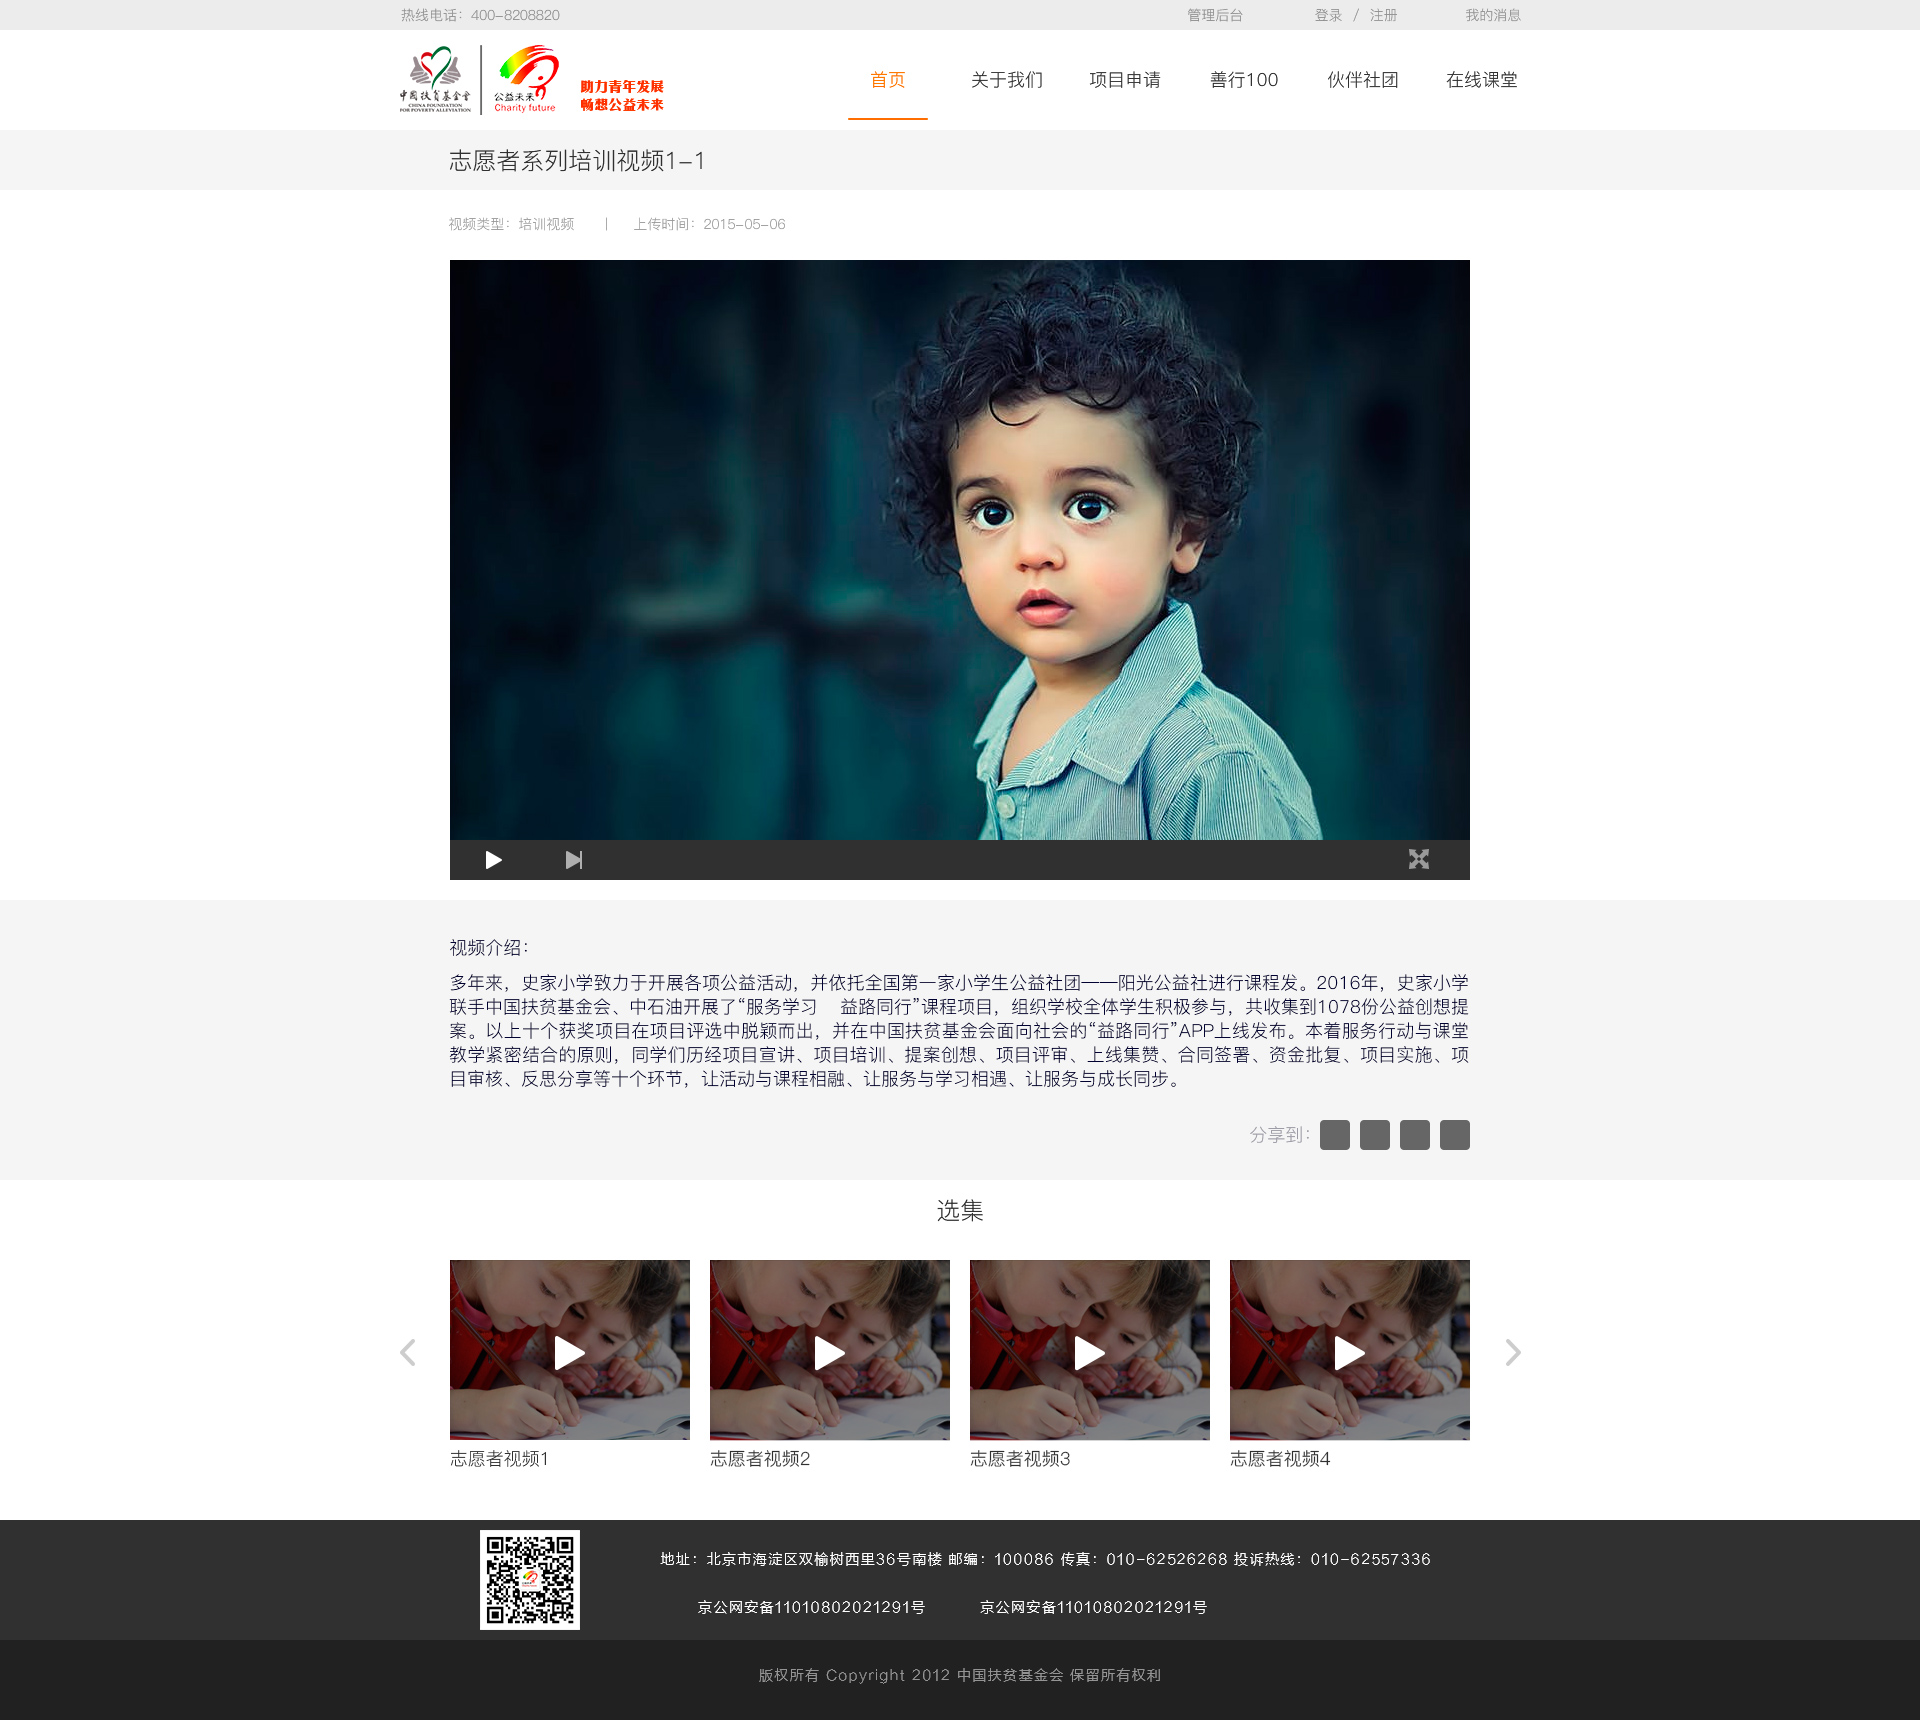 热线电话：400-8208820
管理后台
登录 / 注册
我的消息
中国扶贫基金会
CHINA FOUNDATION
FOR POVERTY ALLEVIATION
公益未来
Charity future
助力青年发展
畅想公益未来
首页
关于我们
项目申请
善行100
伙伴社团
在线课堂
志愿者系列培训视频1-1
视频类型：培训视频 | 上传时间：2015-05-06
视频介绍：
多年来，史家小学致力于开展各项公益活动，并依托全国第一家小学生公益社团——阳光公益社进行课程发。2016年，史家小学
联手中国扶贫基金会、中石油开展了“服务学习 益路同行”课程项目，组织学校全体学生积极参与，共收集到1078份公益创想提
案。以上十个获奖项目在项目评选中脱颖而出，并在中国扶贫基金会面向社会的“益路同行”APP上线发布。本着服务行动与课堂
教学紧密结合的原则，同学们历经项目宣讲、项目培训、提案创想、项目评审、上线集赞、合同签署、资金批复、项目实施、项
目审核、反思分享等十个环节，让活动与课程相融、让服务与学习相遇、让服务与成长同步。
分享到：
选集
志愿者视频1
志愿者视频2
志愿者视频3
志愿者视频4
地址：北京市海淀区双榆树西里36号南楼 邮编：100086 传真：010-62526268 投诉热线：010-62557336
京公网安备11010802021291号 京公网安备11010802021291号
版权所有 Copyright 2012 中国扶贫基金会 保留所有权利